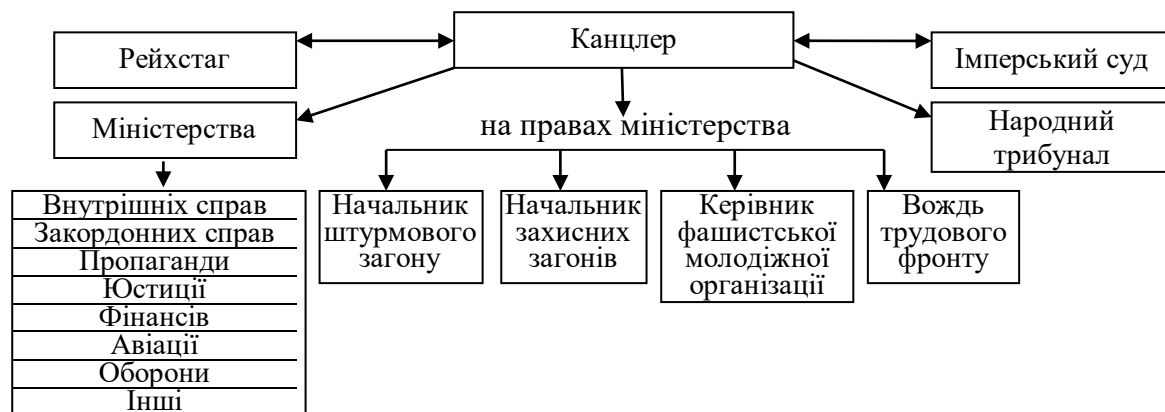 Канцлер
Рейхстаг
Імперський суд
Міністерства
на правах міністерства
Народний
трибунал
Внутрішніх справ
Закордонних справ
Пропаганди
Юстиції
Фінансів
Авіації
Оборони
Інші
Начальник
штурмового
загону
Начальник
захисних
загонів
Керівник
фашистської
молодіжної
організації
Вождь
трудового
фронту